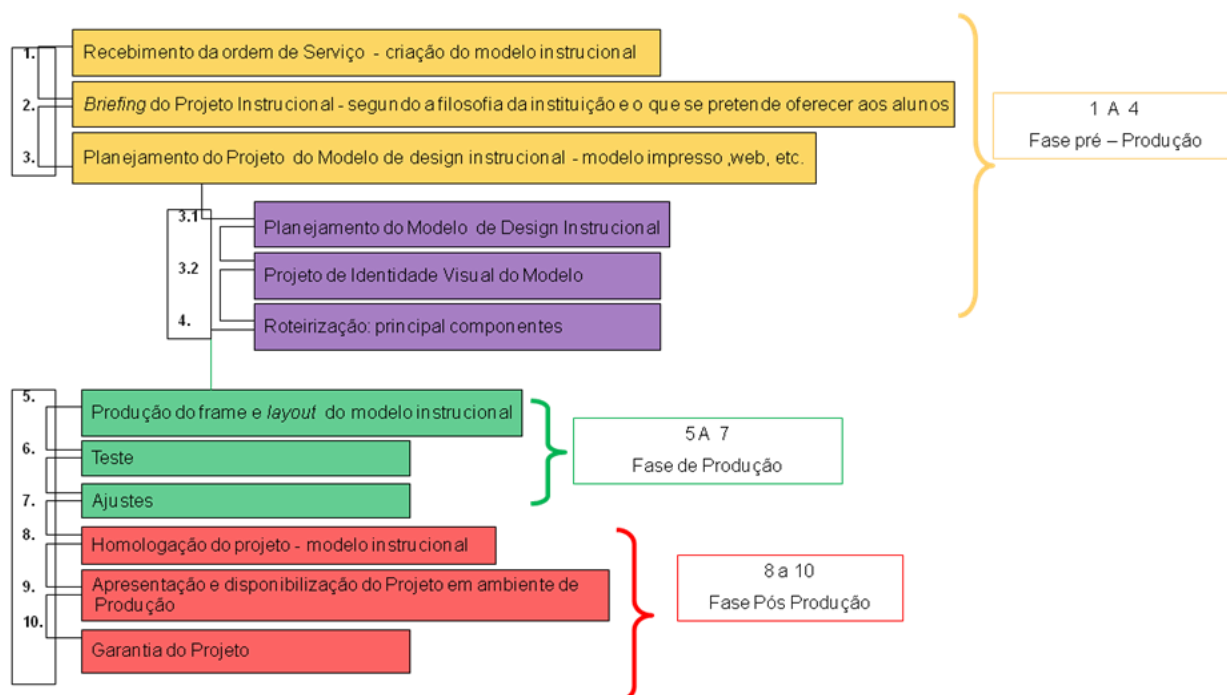 1.
Recebimento da ordem de Serviço - criação do modelo instrucional
2.
Briefing do Projeto Instrucional - segundo a filosofia da instituição e o que se pretende oferecer aos alunos
3.
Planejamento do Projeto do Modelo de design instrucional - modelo impresso ,web, etc.
1 A 4
Fase pré – Produção
3.1
Planejamento do Modelo de Design Instrucional
3.2
Projeto de Identidade Visual do Modelo
4.
Roteirização: principal componentes
5.
Produção do frame e layout do modelo instrucional
6.
Teste
7.
Ajustes
5 A 7
Fase de Produção
8.
Homologação do projeto - modelo instrucional
9.
Apresentação e disponibilização do Projeto em ambiente de
Produção
10.
Garantia do Projeto
8 a 10
Fase Pós Produção